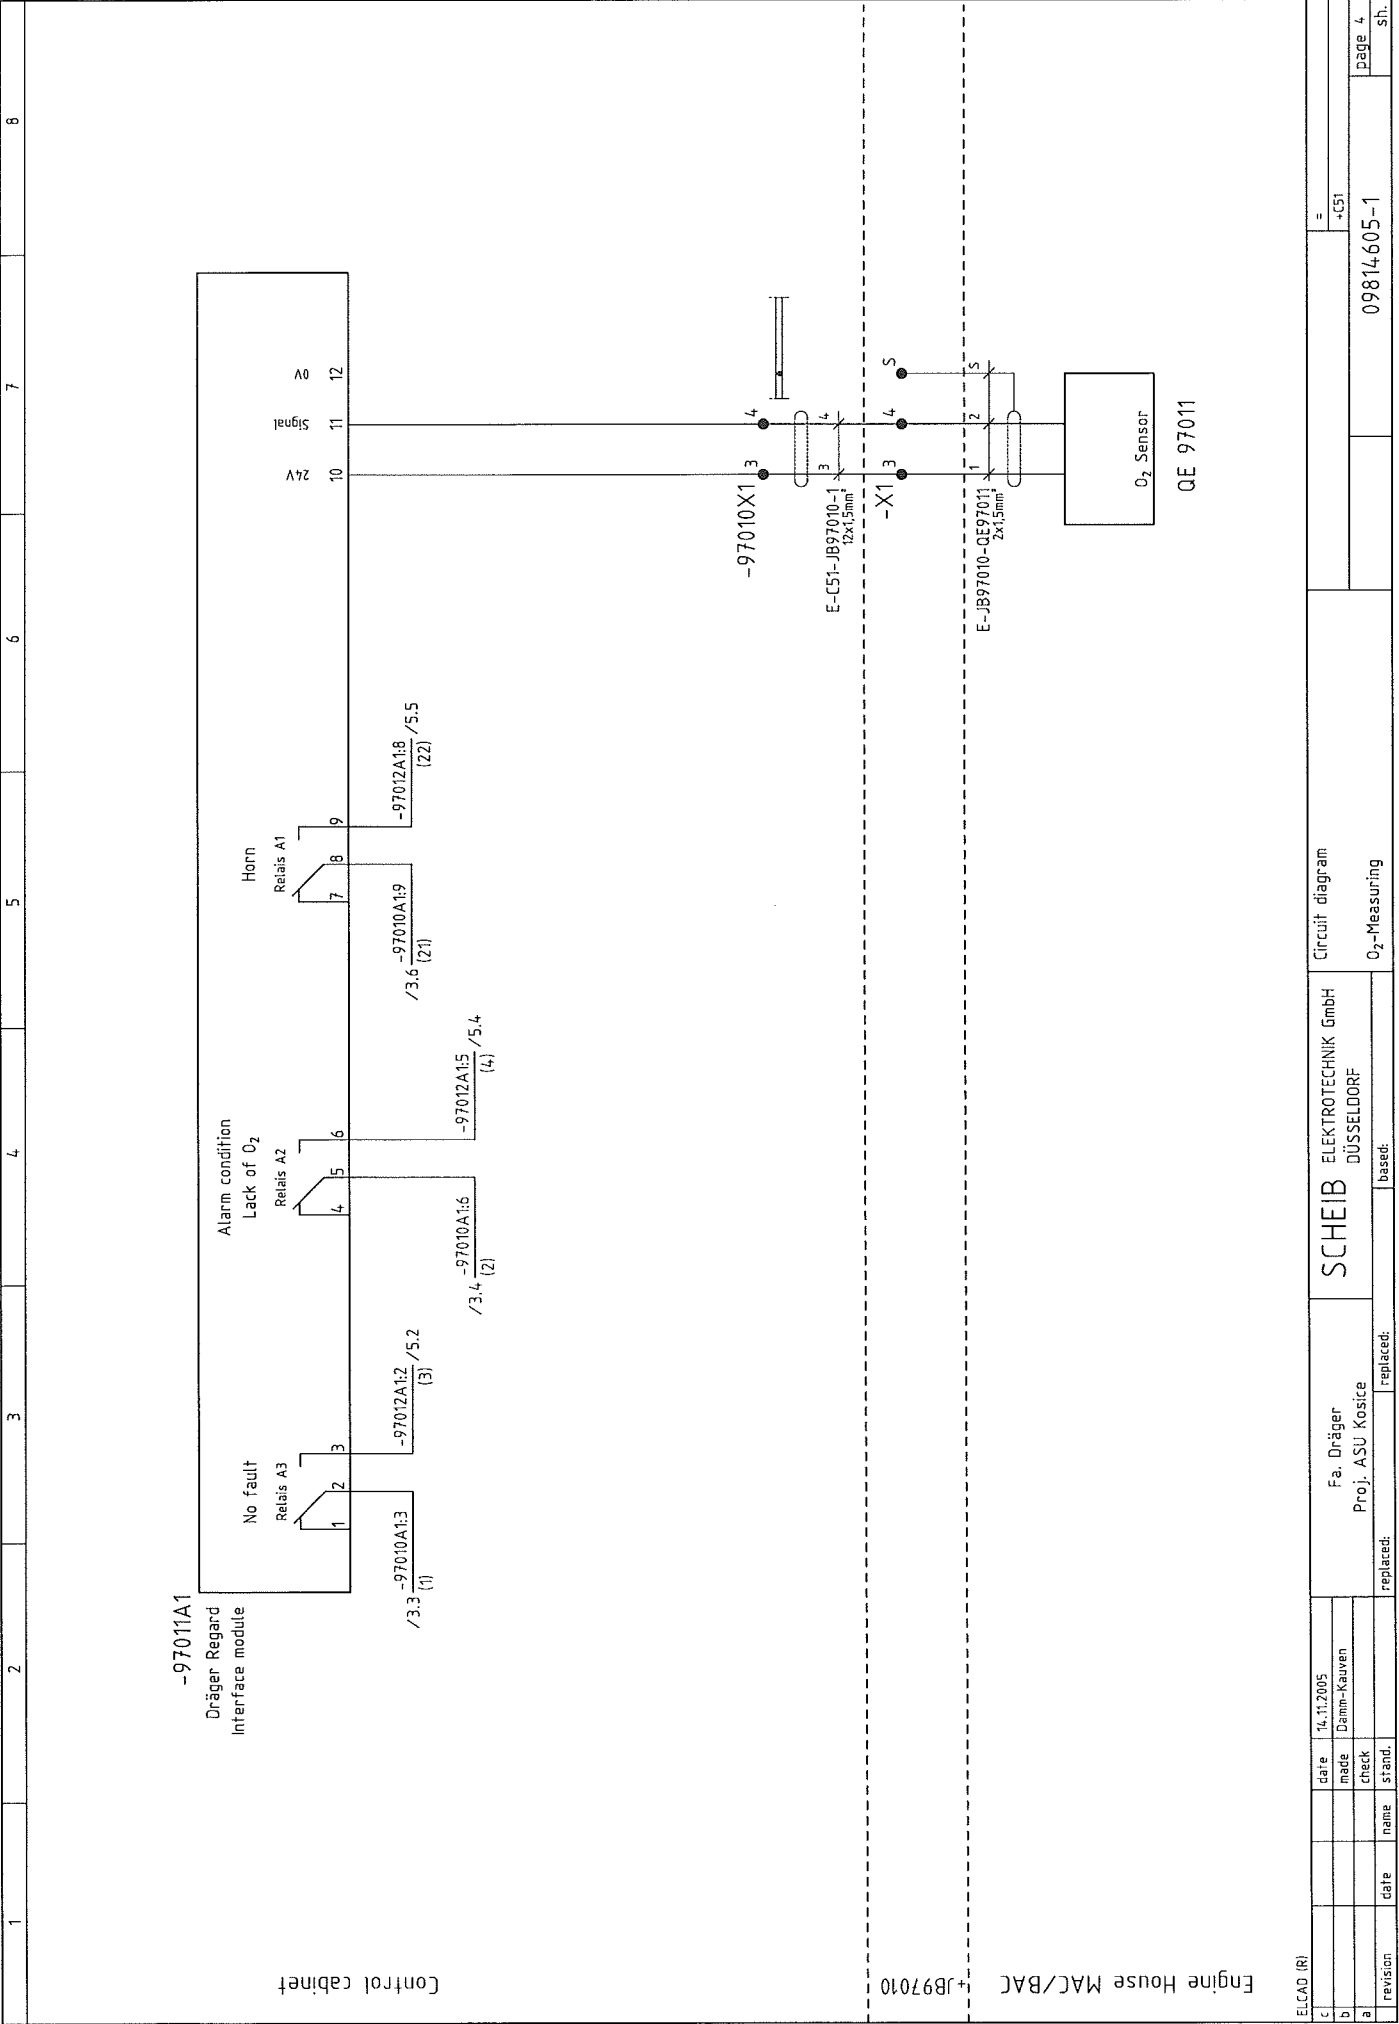 1 2 3 4 5 6 7 8
-97011A1
Dräger Regard
Interface module
No fault
Relais A3
1 2 3
Alarm condition
Lack of O₂
Relais A2
4 5 6
Horn
Relais A1
7 8 9
24V Signal 0V
10 11 12
/3.3 -97010A1:3
(1)
-97012A1:2 /5.2
(3)
/3.4 -97010A1:6
(2)
-97012A1:5 /5.4
(4)
/3.6 -97010A1:9
(21)
-97012A1:8 /5.5
(22)
Control cabinet
-97010X1 3 4
E-C51-JB97010-1
12x1,5mm²
3 4
+JB97010
-X1 3 4 S
Engine House MAC/BAC
E-JB97010-QE97011
2x1,5mm²
1 2 S
O₂ Sensor
QE 97011
ELCAD (R)
c
b
a
revision date name
date 14.11.2005
made Damm-Kauven
check
stand.
Fa. Dräger
Proj. ASU Kosice
replaced: replaced: based:
SCHEIB ELEKTROTECHNIK GmbH
DÜSSELDORF
Circuit diagram
O₂-Measuring
=
+C51
09814605-1
page 4
sh.